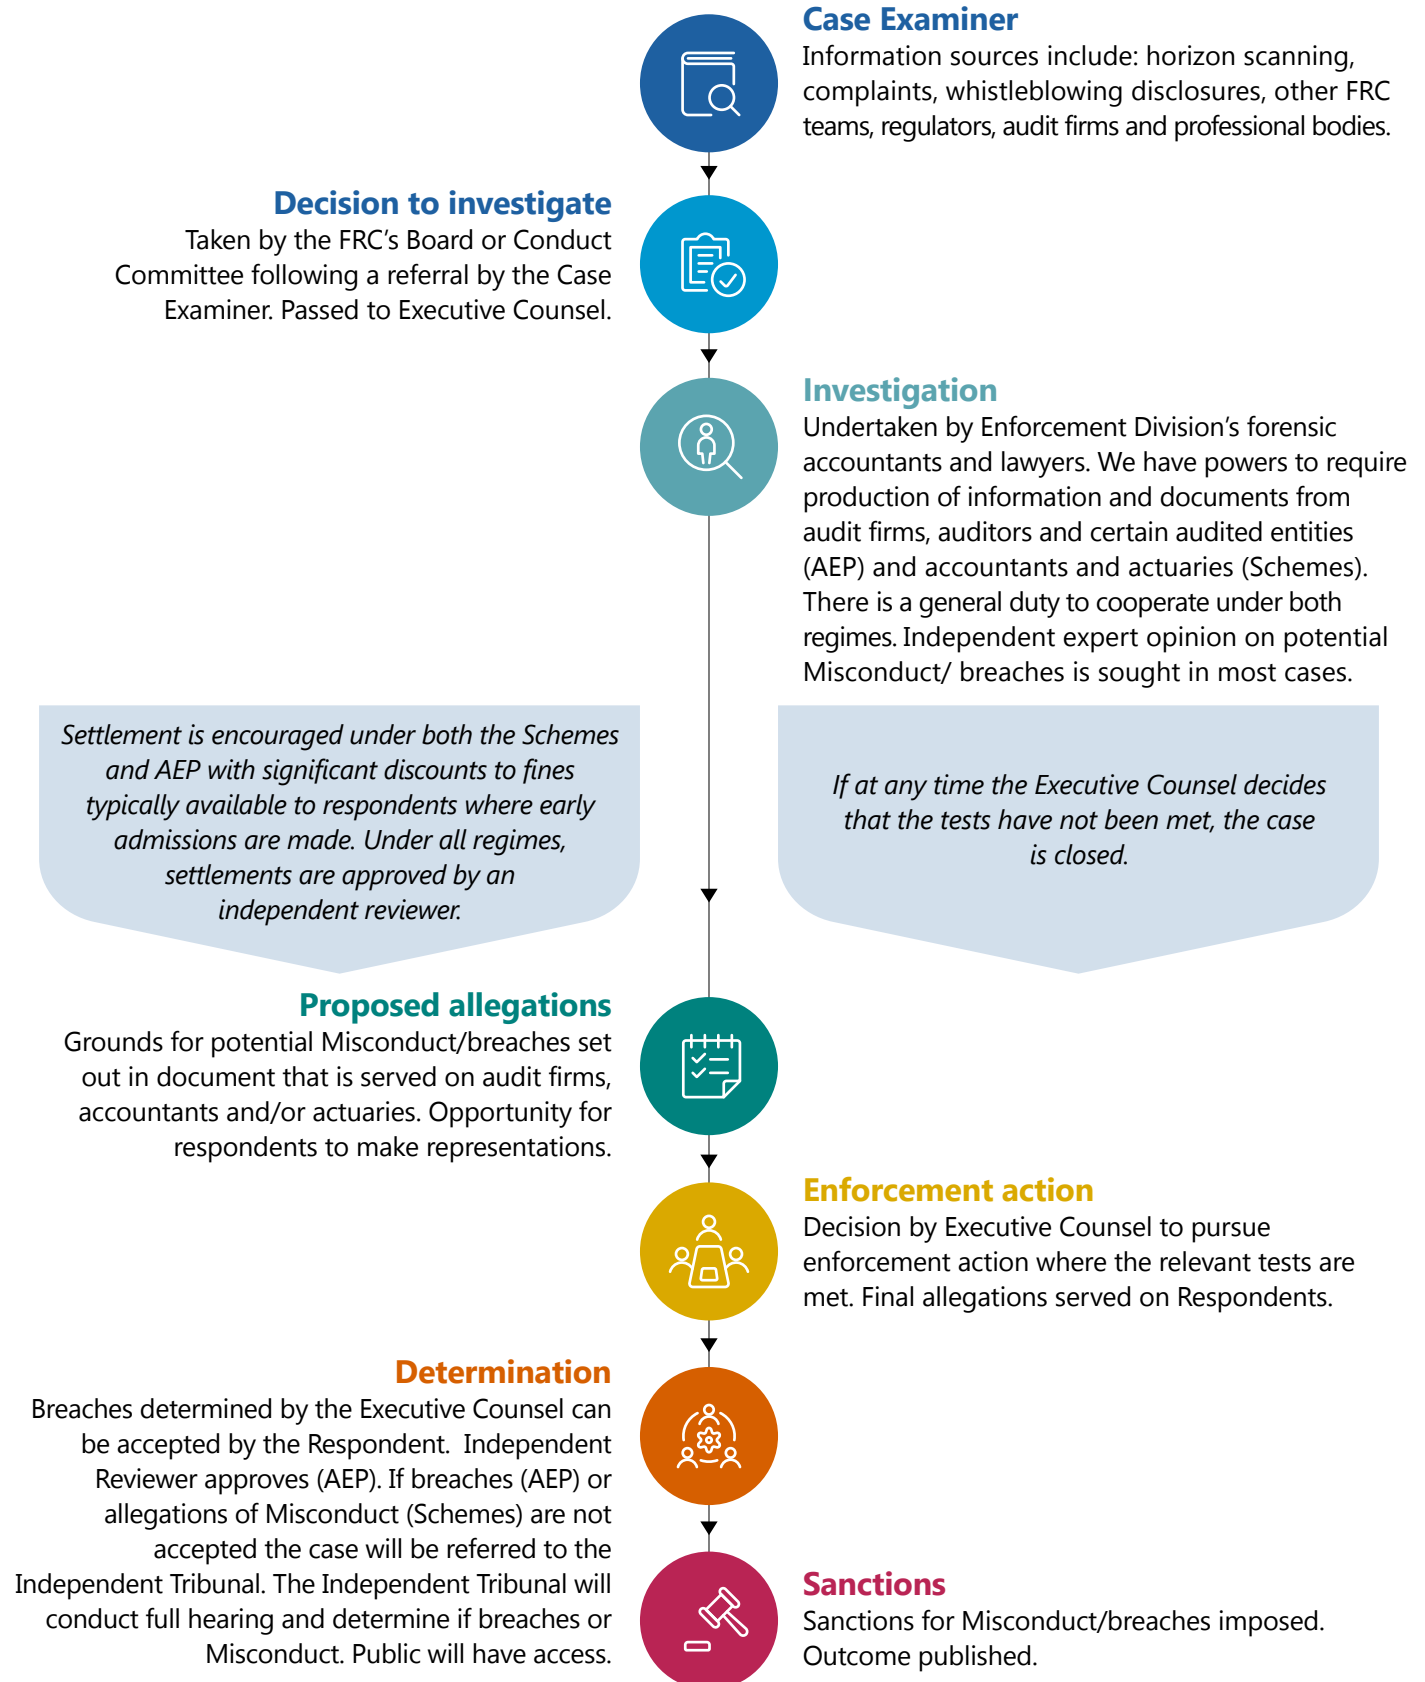 Case Examiner
Information sources include: horizon scanning,
complaints, whistleblowing disclosures, other FRC
teams, regulators, audit firms and professional bodies.
Decision to investigate
Taken by the FRC’s Board or Conduct
Committee following a referral by the Case
Examiner. Passed to Executive Counsel.
Investigation
Undertaken by Enforcement Division’s forensic
accountants and lawyers. We have powers to require
production of information and documents from
audit firms, auditors and certain audited entities
(AEP) and accountants and actuaries (Schemes).
There is a general duty to cooperate under both
regimes. Independent expert opinion on potential
Misconduct/ breaches is sought in most cases.
Settlement is encouraged under both the Schemes
and AEP with significant discounts to fines
typically available to respondents where early
admissions are made. Under all regimes,
settlements are approved by an
independent reviewer.
If at any time the Executive Counsel decides
that the tests have not been met, the case
is closed.
Proposed allegations
Grounds for potential Misconduct/breaches set
out in document that is served on audit firms,
accountants and/or actuaries. Opportunity for
respondents to make representations.
Enforcement action
Decision by Executive Counsel to pursue
enforcement action where the relevant tests are
met. Final allegations served on Respondents.
Determination
Breaches determined by the Executive Counsel can
be accepted by the Respondent.  Independent
Reviewer approves (AEP). If breaches (AEP) or
allegations of Misconduct (Schemes) are not
accepted the case will be referred to the
Independent Tribunal. The Independent Tribunal will
conduct full hearing and determine if breaches or
Misconduct. Public will have access.
Sanctions
Sanctions for Misconduct/breaches imposed.
Outcome published.